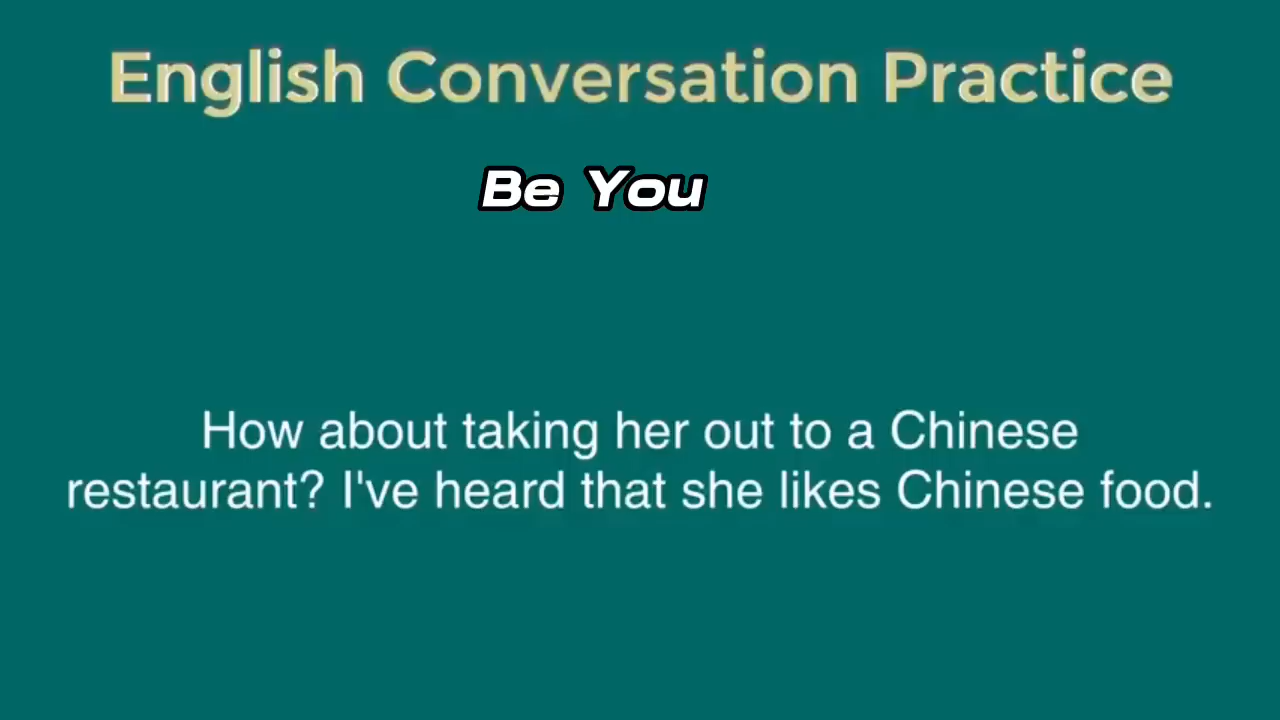 English Conversation Practice
Be You
How about taking her out to a Chinese
restaurant? I've heard that she likes Chinese food.